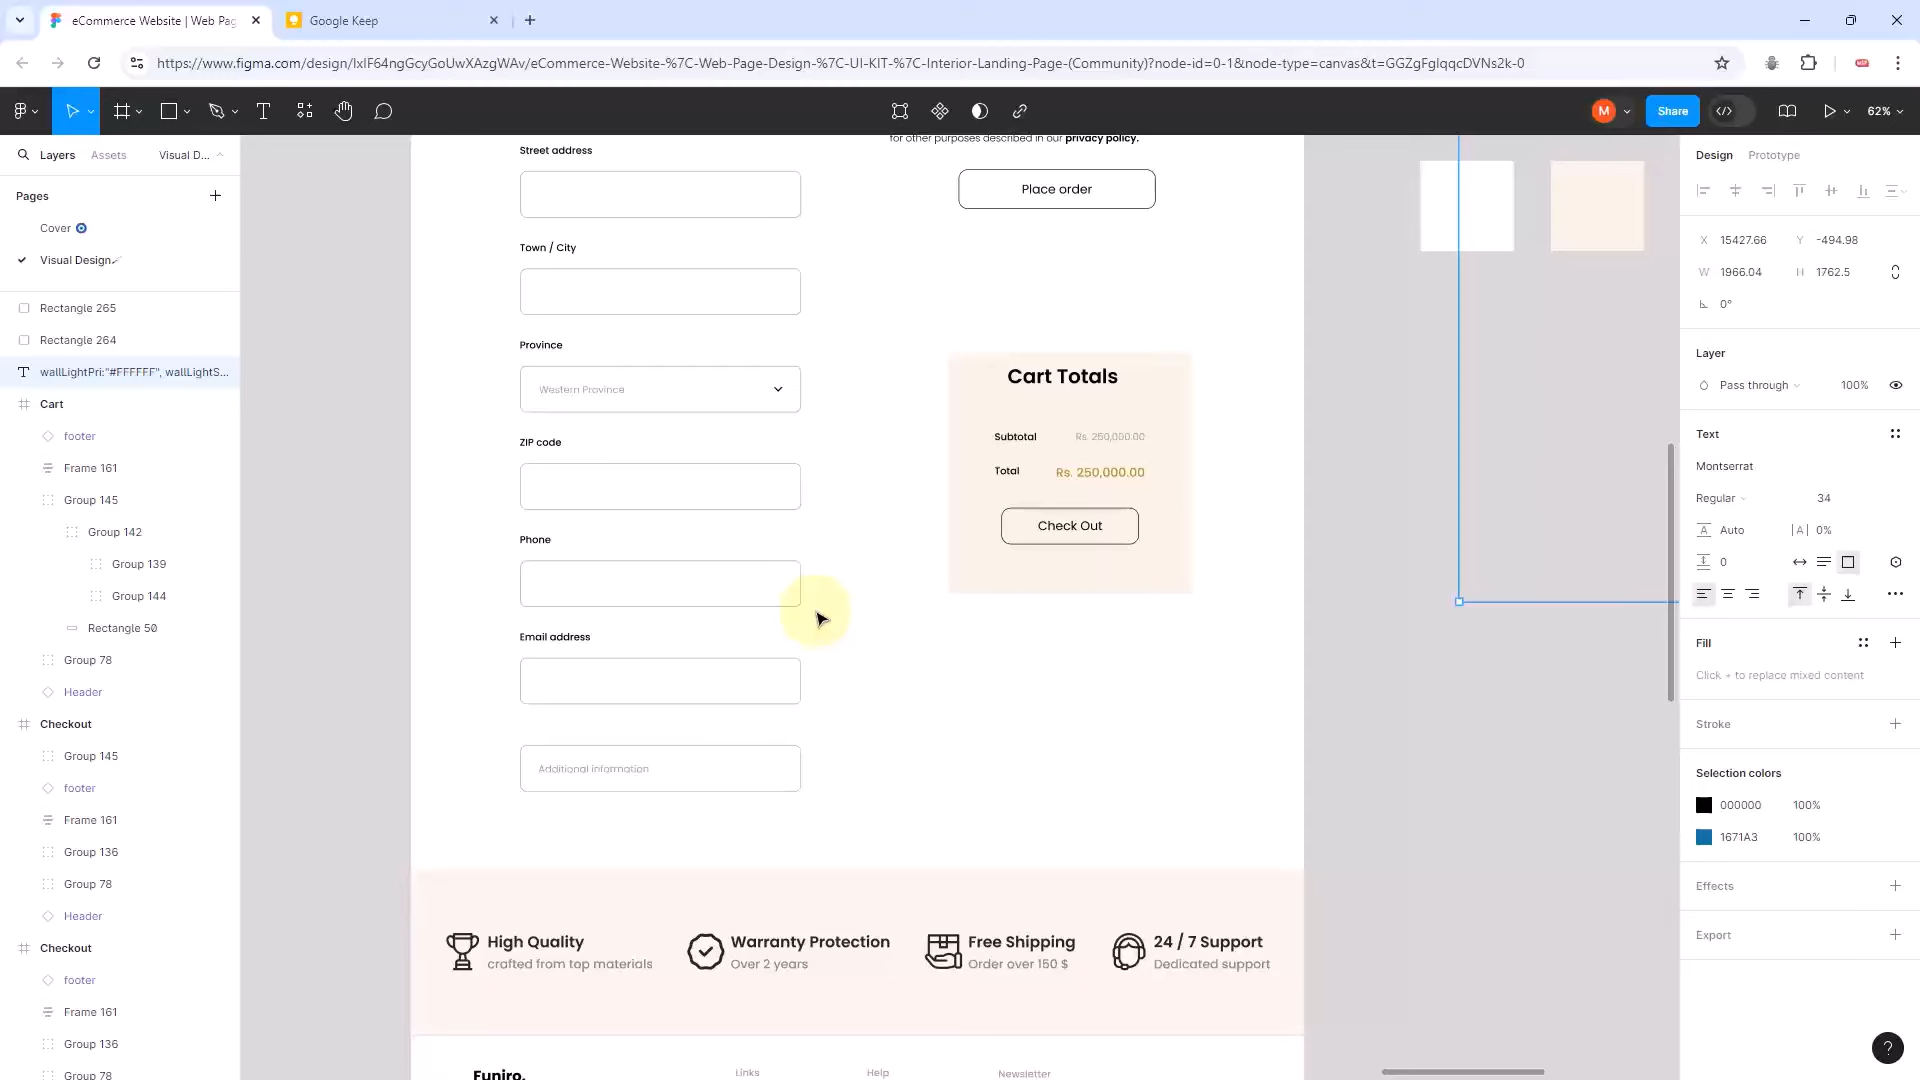 eCommerce Website | Web Pag
Google Keep
https://www.figma.com/design/IxIF64ngGcyGoUwXAzgWAv/eCommerce-Website-%7C-Web-Page-Design-%7C-UI-KIT-%7C-Interior-Landing-Page-(Community)?node-id=0-1&node-type=canvas&t=GGZgFgIqqcDVNs2k-0
M
Share
62%
Layers
Assets
Visual D...
Pages
Cover
Visual Design
Rectangle 265
Rectangle 264
wallLightPri:"#FFFFFF", wallLightS...
Cart
footer
Frame 161
Group 145
Group 142
Group 139
Group 144
Rectangle 50
Group 78
Header
Checkout
Group 145
footer
Frame 161
Group 136
Group 78
Header
Checkout
footer
Frame 161
Group 136
Group 78
for other purposes described in our privacy policy.
Street address
Place order
Town / City
Province
Western Province
ZIP code
Phone
Email address
Additional information
Cart Totals
Subtotal Rs. 250,000.00
Total Rs. 250,000.00
Check Out
High Quality
crafted from top materials
Warranty Protection
Over 2 years
Free Shipping
Order over 150 $
24 / 7 Support
Dedicated support
Funiro.
Links
Help
Newsletter
Design
Prototype
X 15427.66 Y -494.98
W 1966.04 H 1762.5
0°
Layer
Pass through 100%
Text
Montserrat
Regular 34
Auto |A| 0%
0
Fill
Click + to replace mixed content
Stroke
Selection colors
000000 100%
1671A3 100%
Effects
Export
?